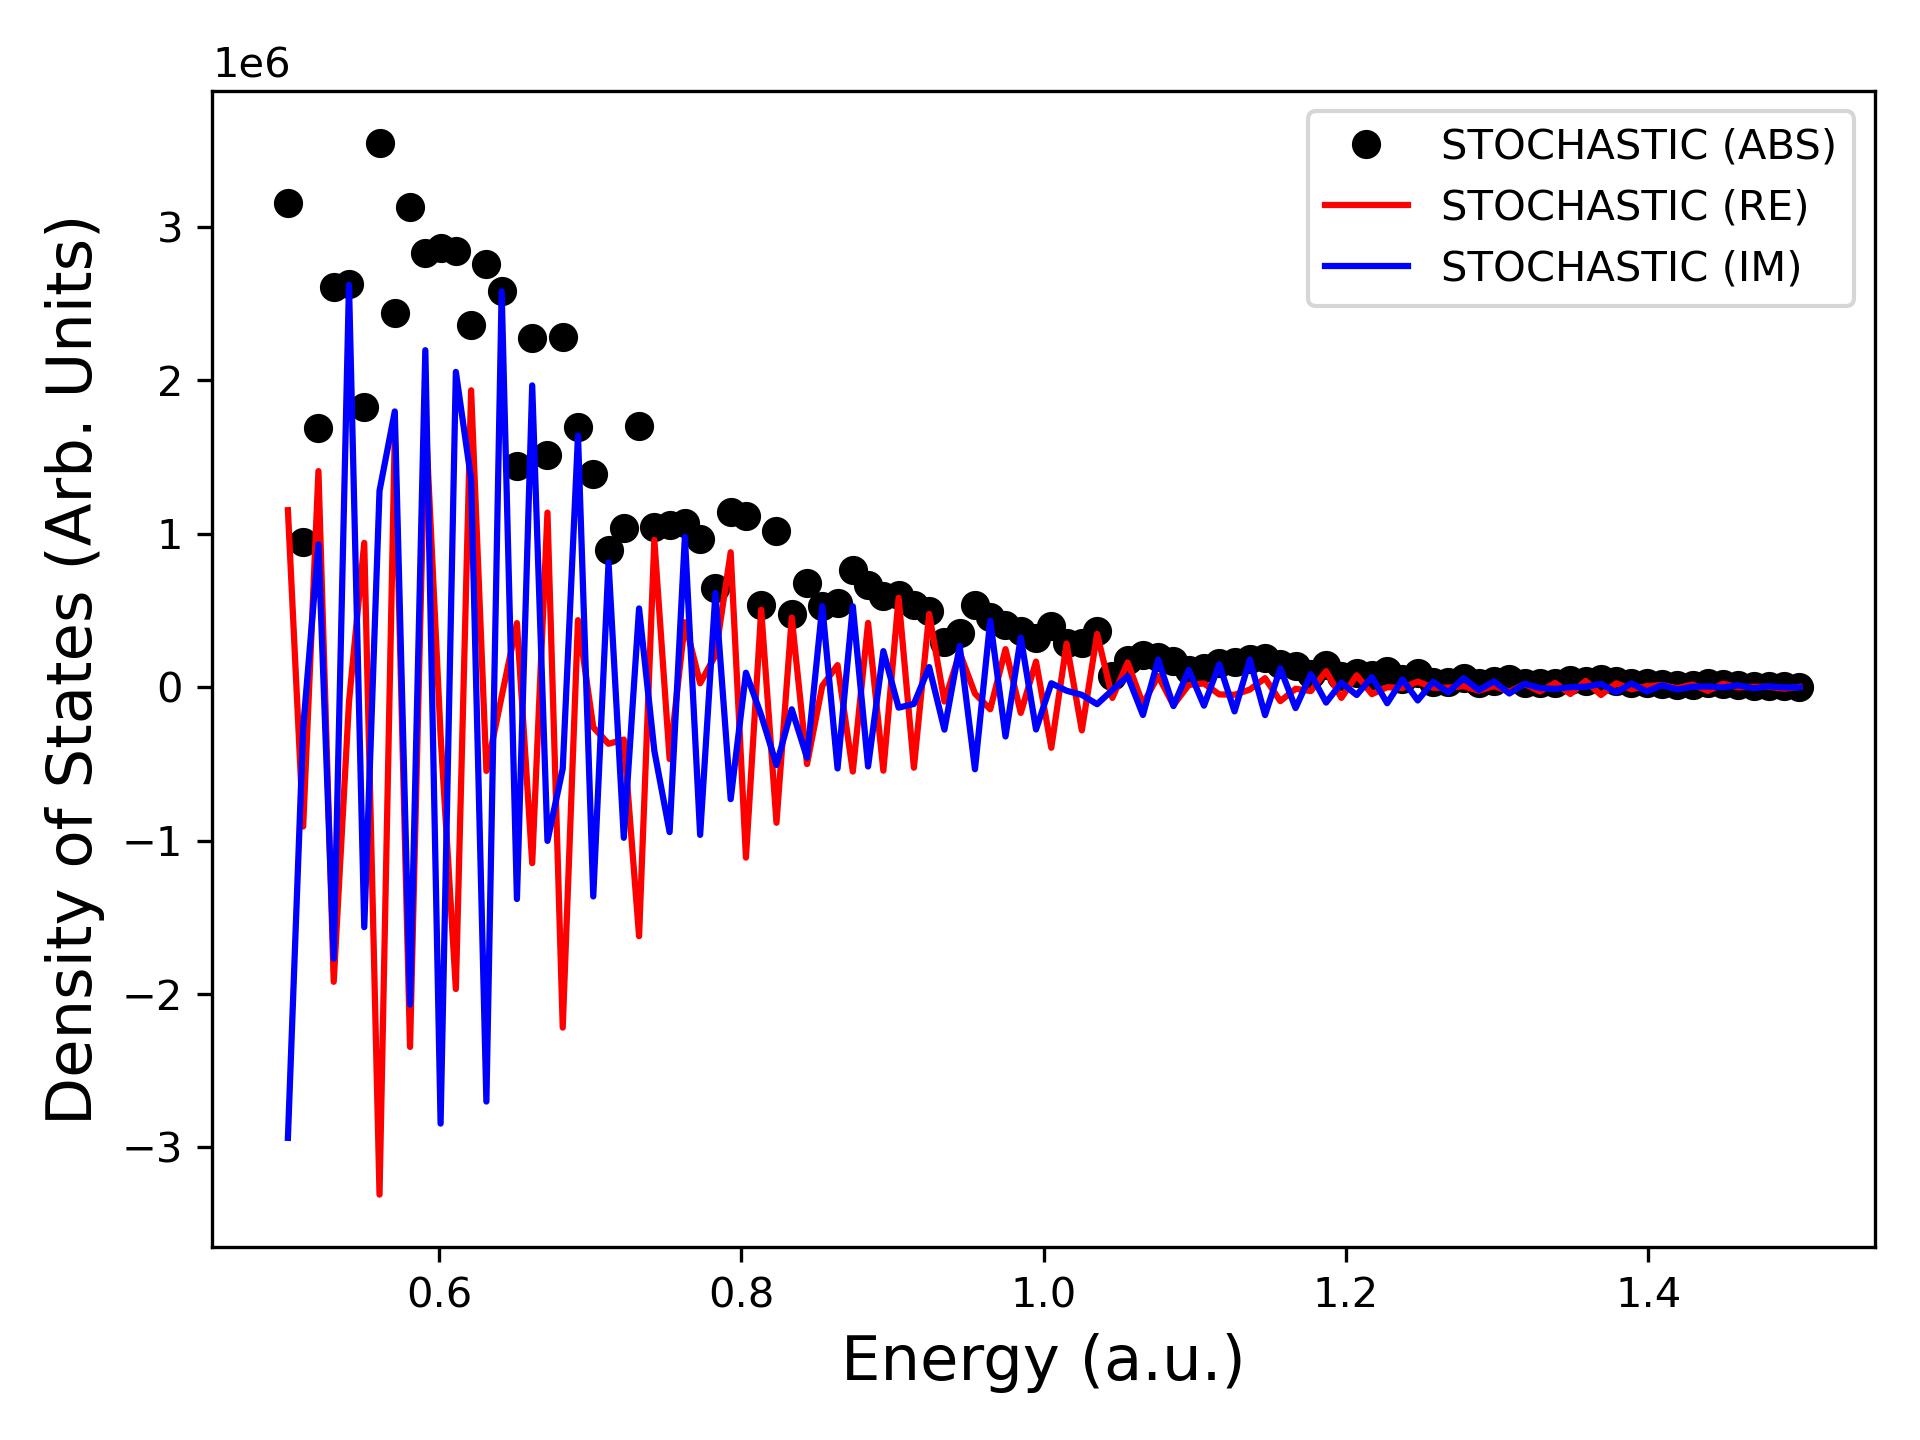 1e6
Density of States (Arb. Units)
3
2
1
0
−1
−2
−3
STOCHASTIC (ABS)
STOCHASTIC (RE)
STOCHASTIC (IM)
0.6 0.8 1.0 1.2 1.4
Energy (a.u.)